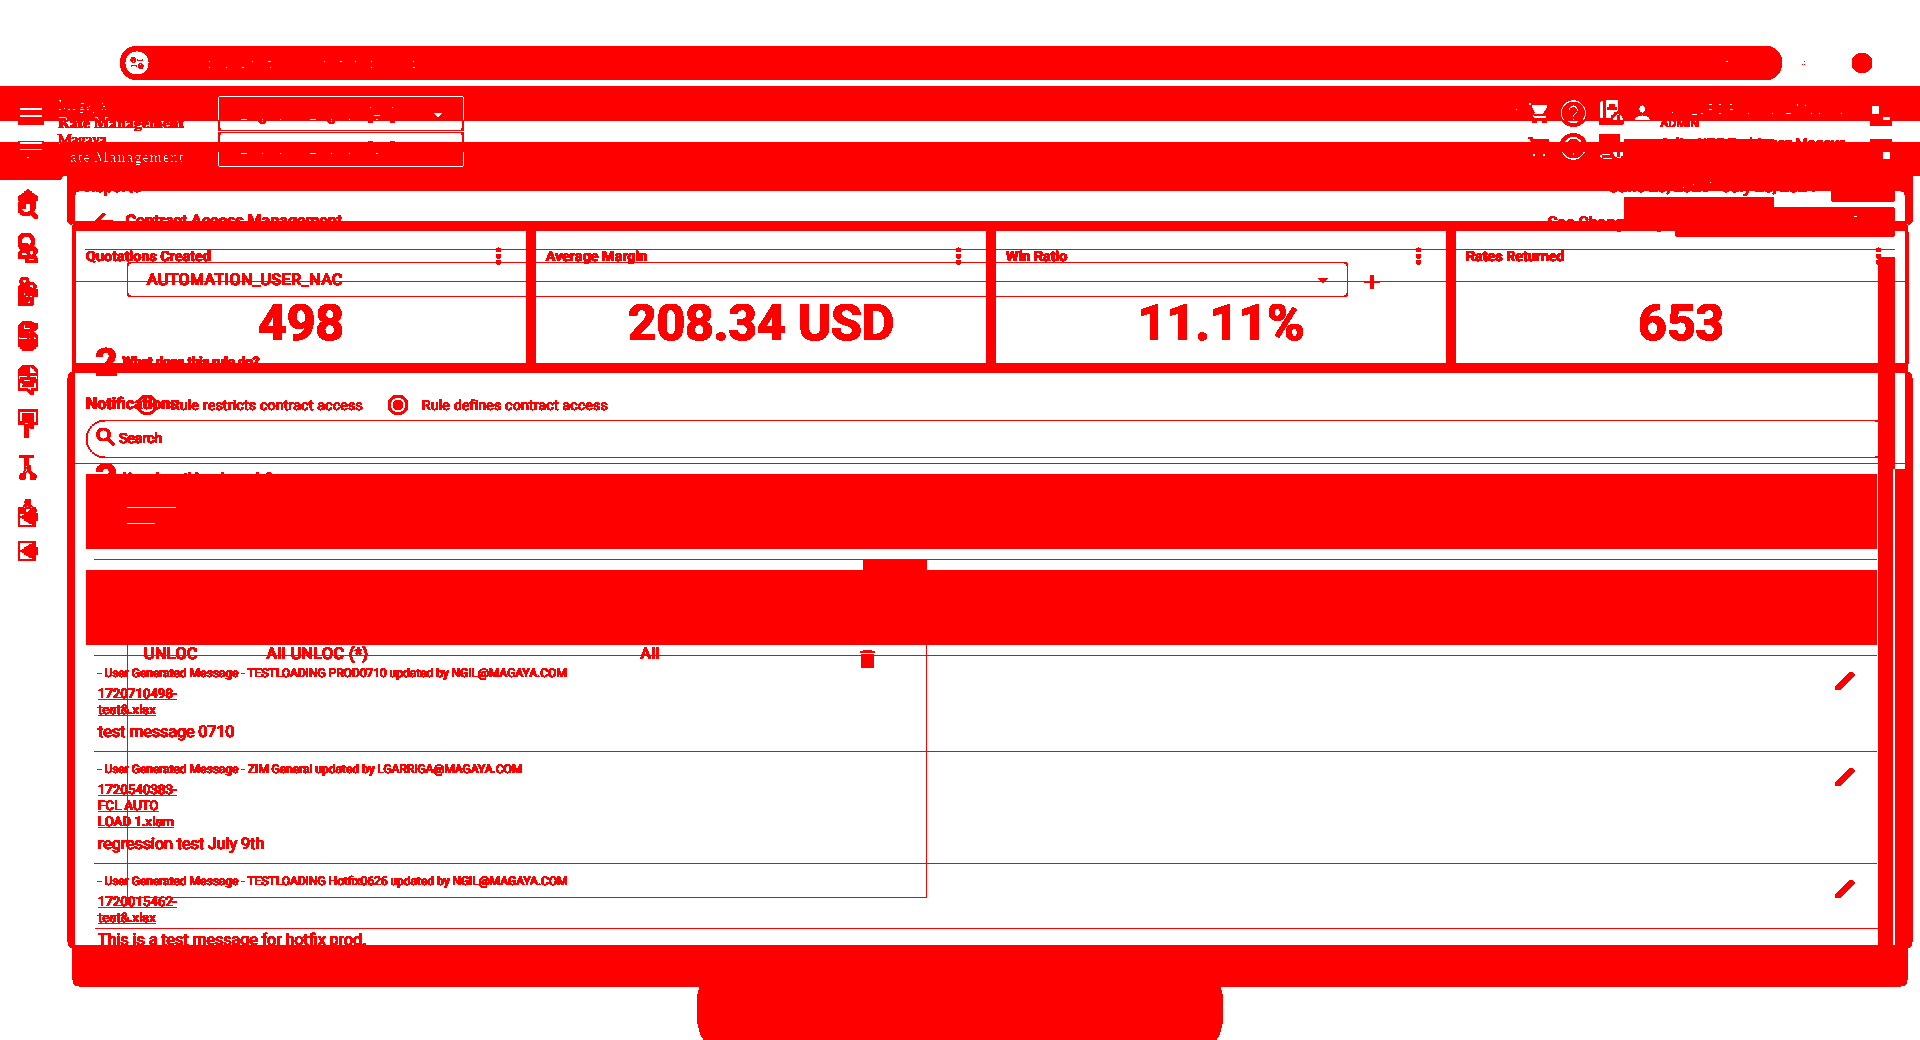 Magaya
Rate Management
Magaya
Rate Management
ADMIN
Reports
Contract Access Management
Quotations Created
Average Margin
Win Ratio
Rates Returned
AUTOMATION_USER_NAC
498
208.34 USD
11.11%
653
2 What does this rule do?
Notifications
Rule restricts contract access
Rule defines contract access
Search
UNLOC All UNLOC (*) All
- User Generated Message - TESTLOADING PROD0710 updated by NGIL@MAGAYA.COM
1720710498-
test&.xlsx
test message 0710
- User Generated Message - ZIM General updated by LGARRIGA@MAGAYA.COM
1720540383-
FCL AUTO
LOAD 1.xlsm
regression test July 9th
- User Generated Message - TESTLOADING Hotfix0626 updated by NGIL@MAGAYA.COM
1720015462-
test&.xlsx
This is a test message for hotfix prod.